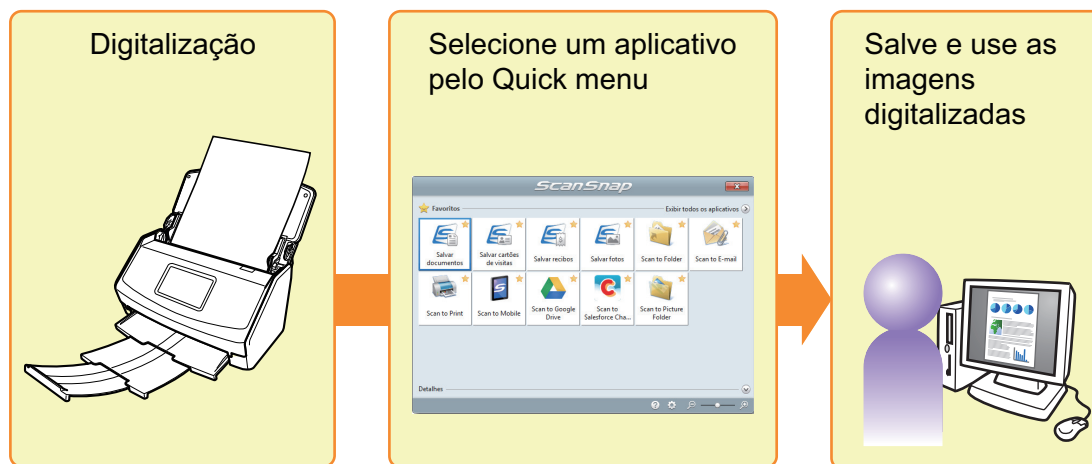 Digitalização
Selecione um aplicativo
pelo Quick menu
ScanSnap
Favoritos
Exibir todos os aplicativos
Salvar
documentos
Salvar cartões
de visitas
Salvar recibos
Salvar fotos
Scan to Folder
Scan to E-mail
Scan to Print
Scan to Mobile
Scan to Google
Drive
Scan to
Salesforce Cha...
Scan to Picture
Folder
Detalhes
Salve e use as
imagens
digitalizadas